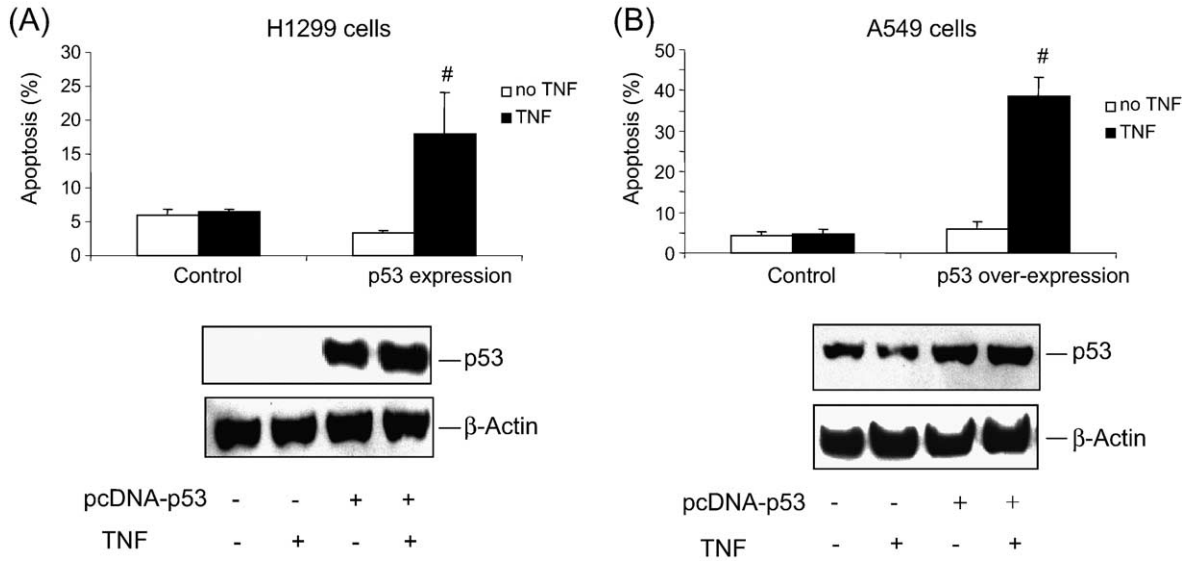 (A)
H1299 cells
Apoptosis (%)
30
25
20
15
10
5
0
#
no TNF
TNF
Control
p53 expression
p53
β-Actin
pcDNA-p53 - - + +
TNF - + - +
(B)
A549 cells
Apoptosis (%)
50
40
30
20
10
0
#
no TNF
TNF
Control
p53 over-expression
p53
β-Actin
pcDNA-p53 - - + +
TNF - + - +